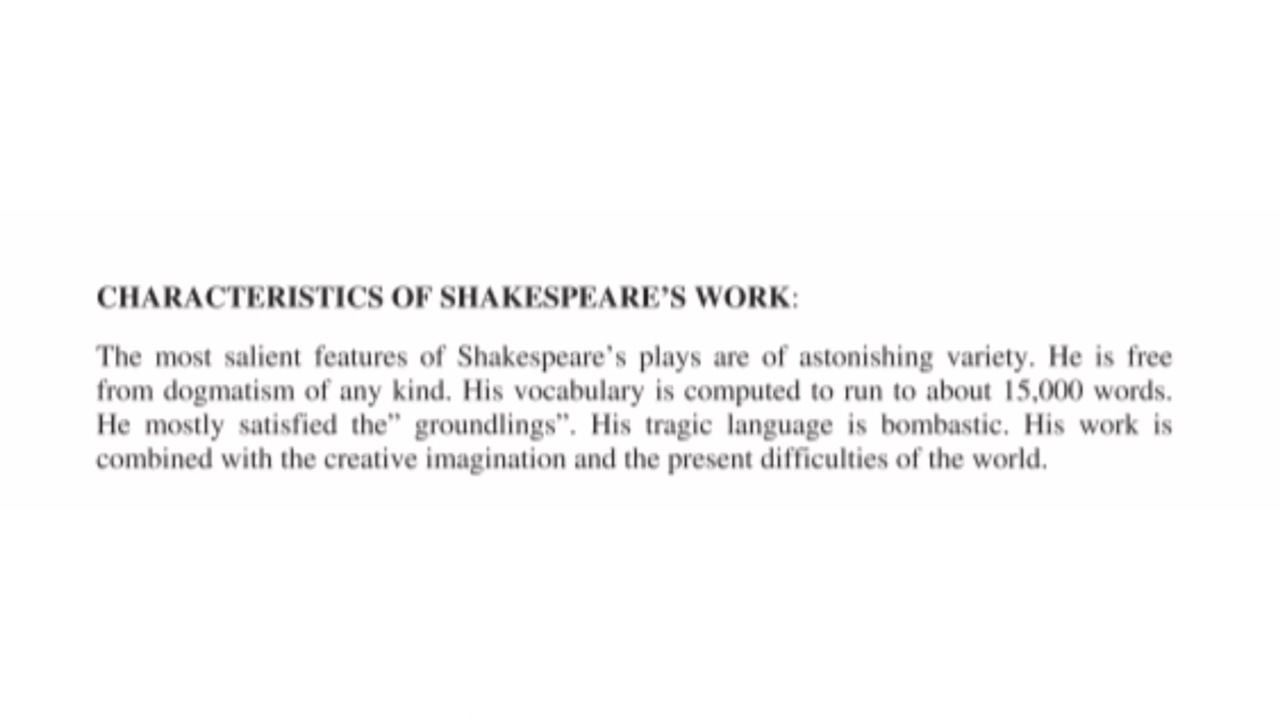 CHARACTERISTICS OF SHAKESPEARE’S WORK:
The most salient features of Shakespeare’s plays are of astonishing variety. He is free
from dogmatism of any kind. His vocabulary is computed to run to about 15,000 words.
He mostly satisfied the” groundlings”. His tragic language is bombastic. His work is
combined with the creative imagination and the present difficulties of the world.